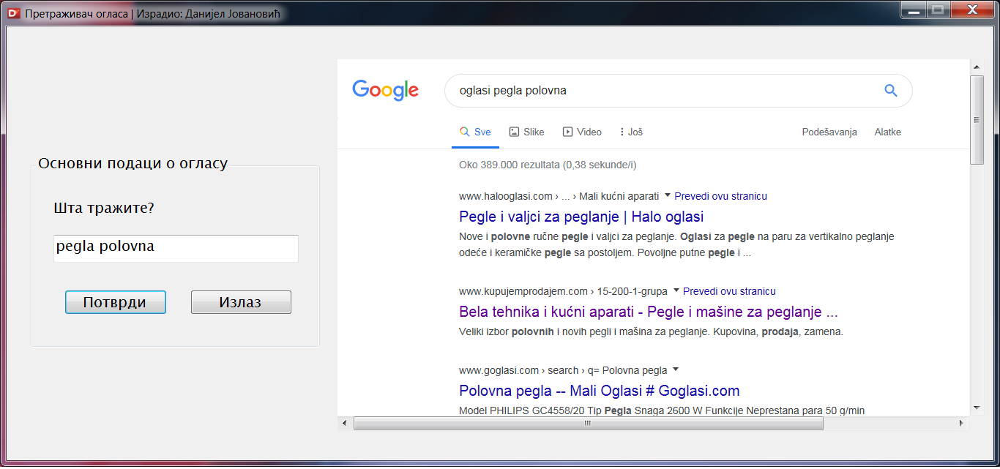 Претраживач огласа | Израдио: Данијел Јовановић
Основни подаци о огласу
Шта тражите?
pegla polovna
Потврди Излаз
Google oglasi pegla polovna
Sve Slike Video Još Podešavanja Alatke
Oko 389.000 rezultata (0,38 sekunde/i)
www.halooglasi.com › ... › Mali kućni aparati Prevedi ovu stranicu
Pegle i valjci za peglanje | Halo oglasi
Nove i polovne ručne pegle i valjci za peglanje. Oglasi za pegle na paru za vertikalno peglanje
odeće i keramičke pegle sa postoljem. Povoljne putne pegle i ...
www.kupujemprodajem.com › 15-200-1-grupa Prevedi ovu stranicu
Bela tehnika i kućni aparati - Pegle i mašine za peglanje ...
Veliki izbor polovnih i novih pegli i mašina za peglanje. Kupovina, prodaja, zamena.
www.goglasi.com › search › q= Polovna pegla
Polovna pegla -- Mali Oglasi # Goglasi.com
Model PHILIPS GC4558/20 Tip Pegla Snaga 2600 W Funkcije Neprestana para 50 g/min